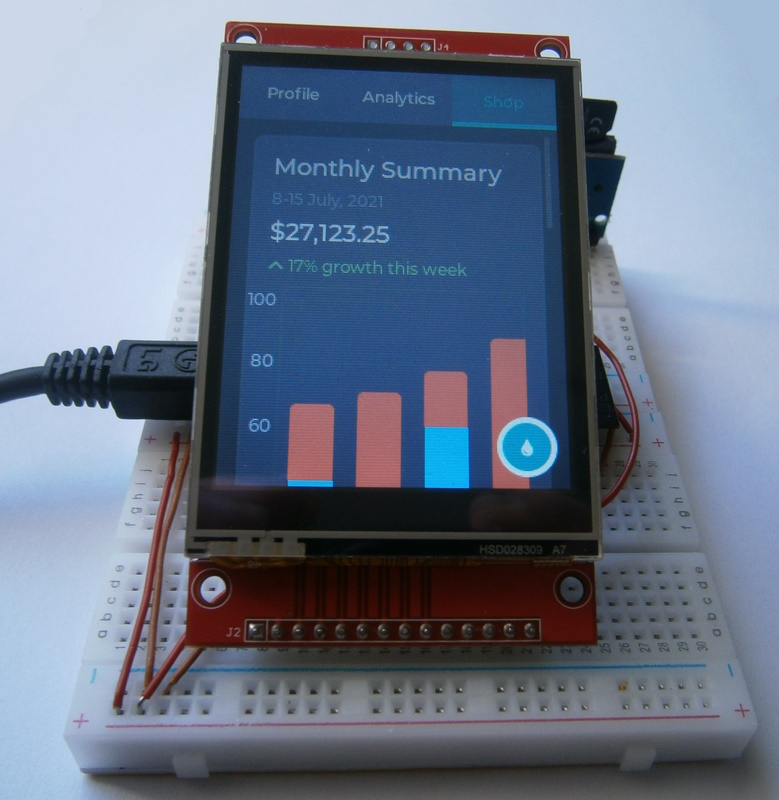 J4
Profile Analytics Shop
Monthly Summary
8-15 July, 2021
$27,123.25
17% growth this week
100
80
60
HSD028309 A7
J2